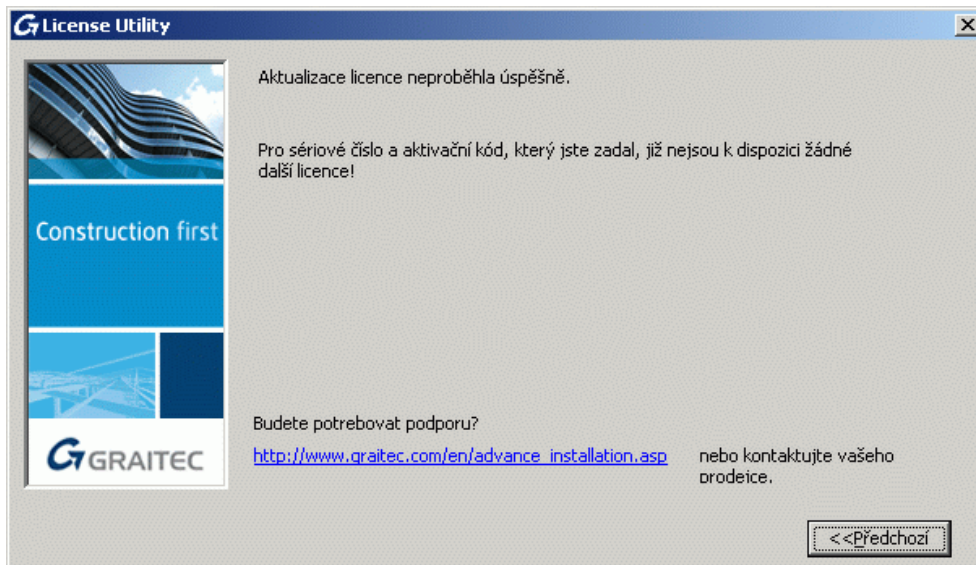 License Utility
Aktualizace licence neproběhla úspěšně.
Pro sériové číslo a aktivační kód, který jste zadal, již nejsou k dispozici žádné
další licence!
Construction first
GRAITEC
Budete potrebovat podporu?
http://www.graitec.com/en/advance_installation.asp nebo kontaktujte vašeho
prodejce.
<<Předchozí